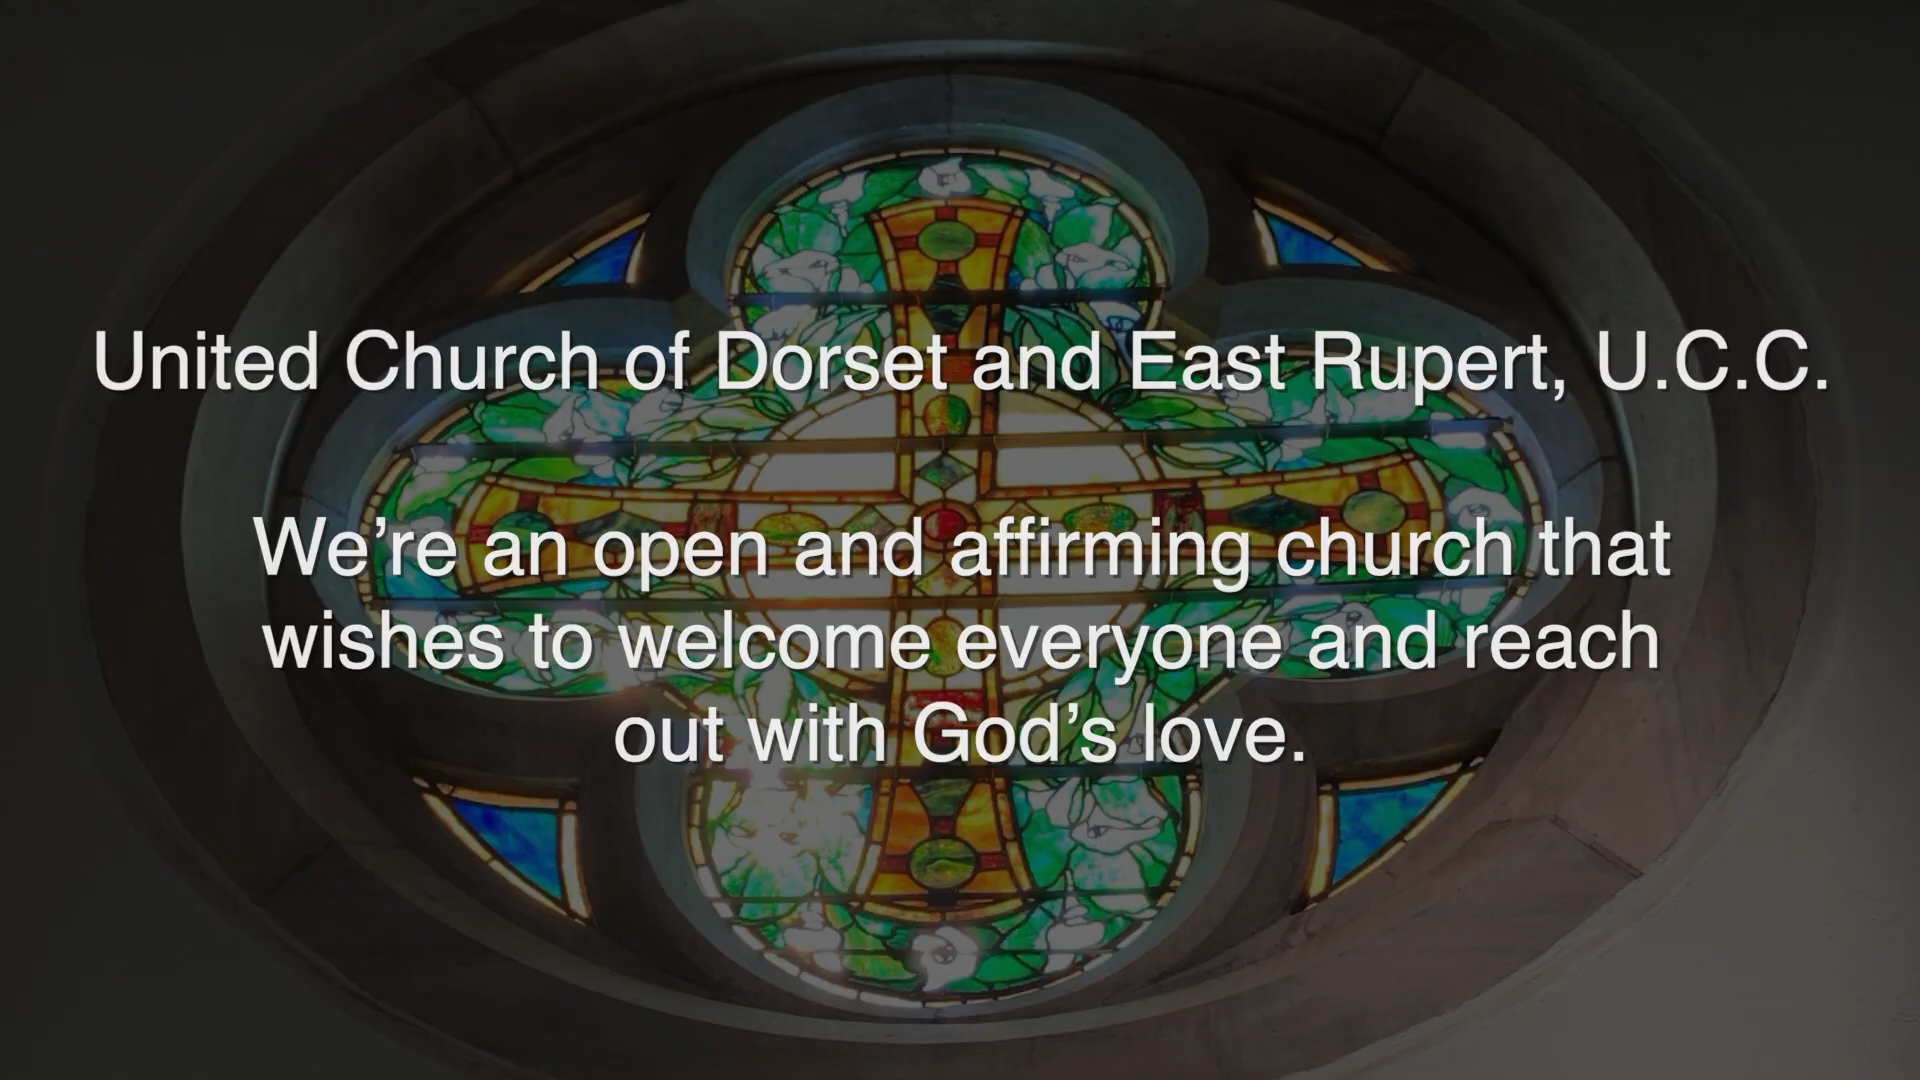 United Church of Dorset and East Rupert, U.C.C.
We’re an open and affirming church that
wishes to welcome everyone and reach
out with God’s love.